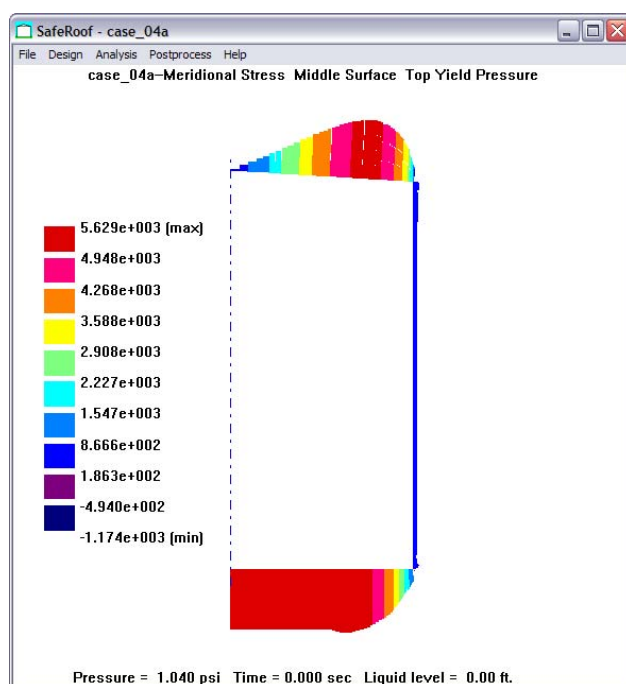 SafeRoof - case_04a
File Design Analysis Postprocess Help
case_04a-Meridional Stress Middle Surface Top Yield Pressure
5.629e+003 (max)
4.948e+003
4.268e+003
3.588e+003
2.908e+003
2.227e+003
1.547e+003
8.666e+002
1.863e+002
-4.940e+002
-1.174e+003 (min)
Pressure = 1.040 psi Time = 0.000 sec Liquid level = 0.00 ft.